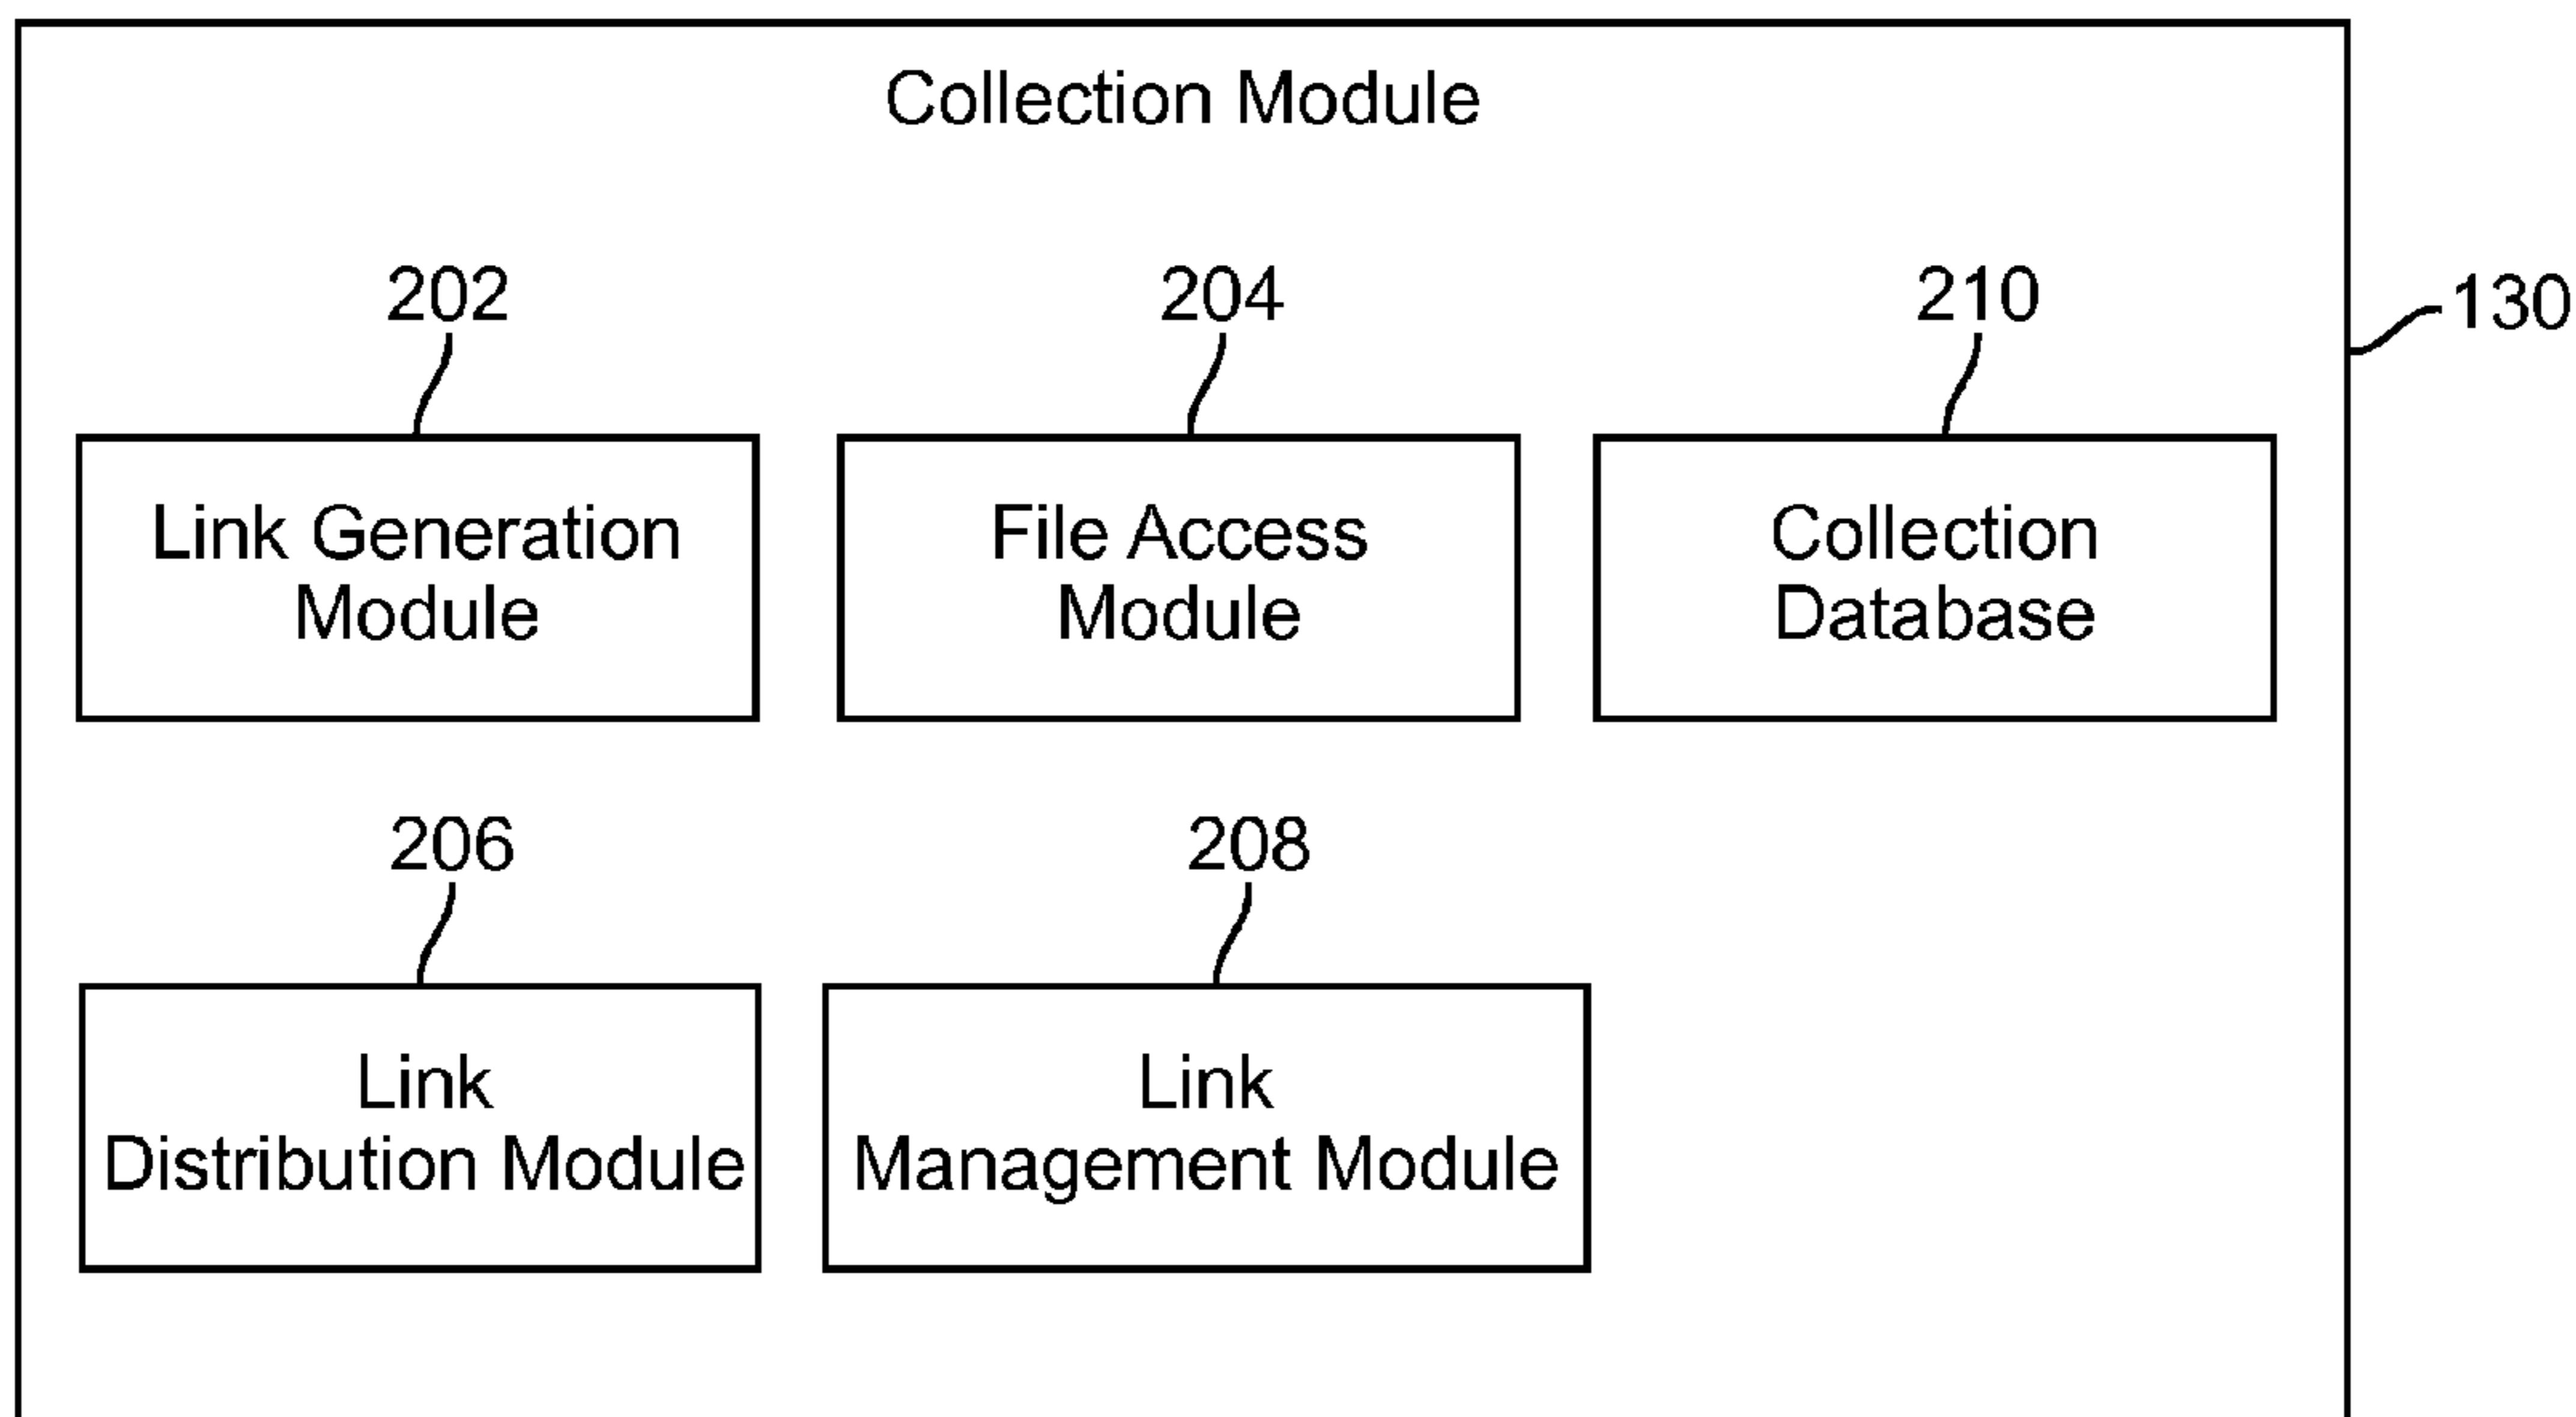 Collection Module
202
204
210
130
Link Generation
Module
File Access
Module
Collection
Database
206
208
Link
Distribution Module
Link
Management Module